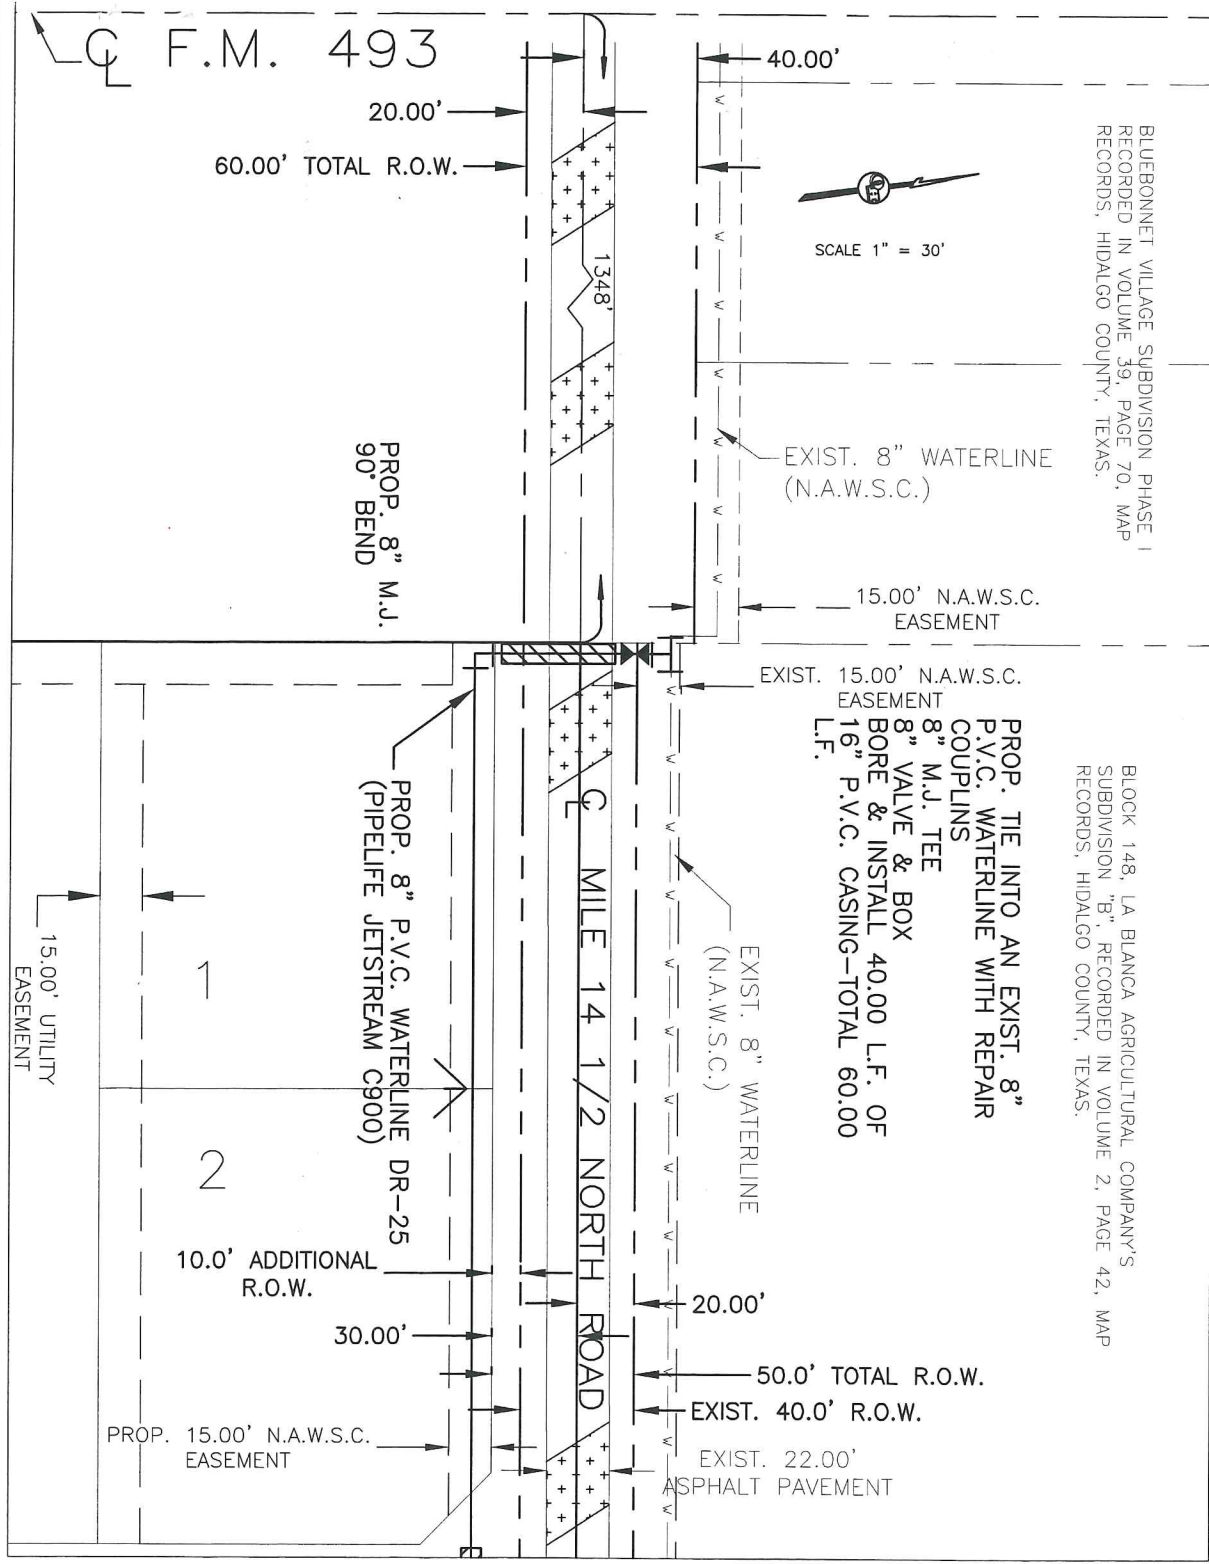 ℄ F.M. 493
40.00'
20.00'
60.00' TOTAL R.O.W.
SCALE 1" = 30'
BLUEBONNET VILLAGE SUBDIVISION PHASE I
RECORDED IN VOLUME 39, PAGE 70, MAP
RECORDS, HIDALGO COUNTY, TEXAS.
1348'
EXIST. 8" WATERLINE
(N.A.W.S.C.)
PROP. 8" M.J.
90° BEND
15.00' N.A.W.S.C.
EASEMENT
EXIST. 15.00' N.A.W.S.C.
EASEMENT
PROP. TIE INTO AN EXIST. 8"
P.V.C. WATERLINE WITH REPAIR
COUPLINS
8" M.J. TEE
8" VALVE & BOX
BORE & INSTALL 40.00 L.F. OF
16" P.V.C. CASING-TOTAL 60.00
L.F.
BLOCK 148, LA BLANCA AGRICULTURAL COMPANY'S
SUBDIVISION "B", RECORDED IN VOLUME 2, PAGE 42, MAP
RECORDS, HIDALGO COUNTY, TEXAS.
℄ MILE 14 1/2 NORTH ROAD
PROP. 8" P.V.C. WATERLINE DR-25
(PIPELIFE JETSTREAM C900)
EXIST. 8" WATERLINE
(N.A.W.S.C.)
15.00' UTILITY
EASEMENT
1
2
10.0' ADDITIONAL
R.O.W.
20.00'
30.00'
50.0' TOTAL R.O.W.
EXIST. 40.0' R.O.W.
PROP. 15.00' N.A.W.S.C.
EASEMENT
EXIST. 22.00'
ASPHALT PAVEMENT
W W W W W W W W
W W W W W W W W W W W W